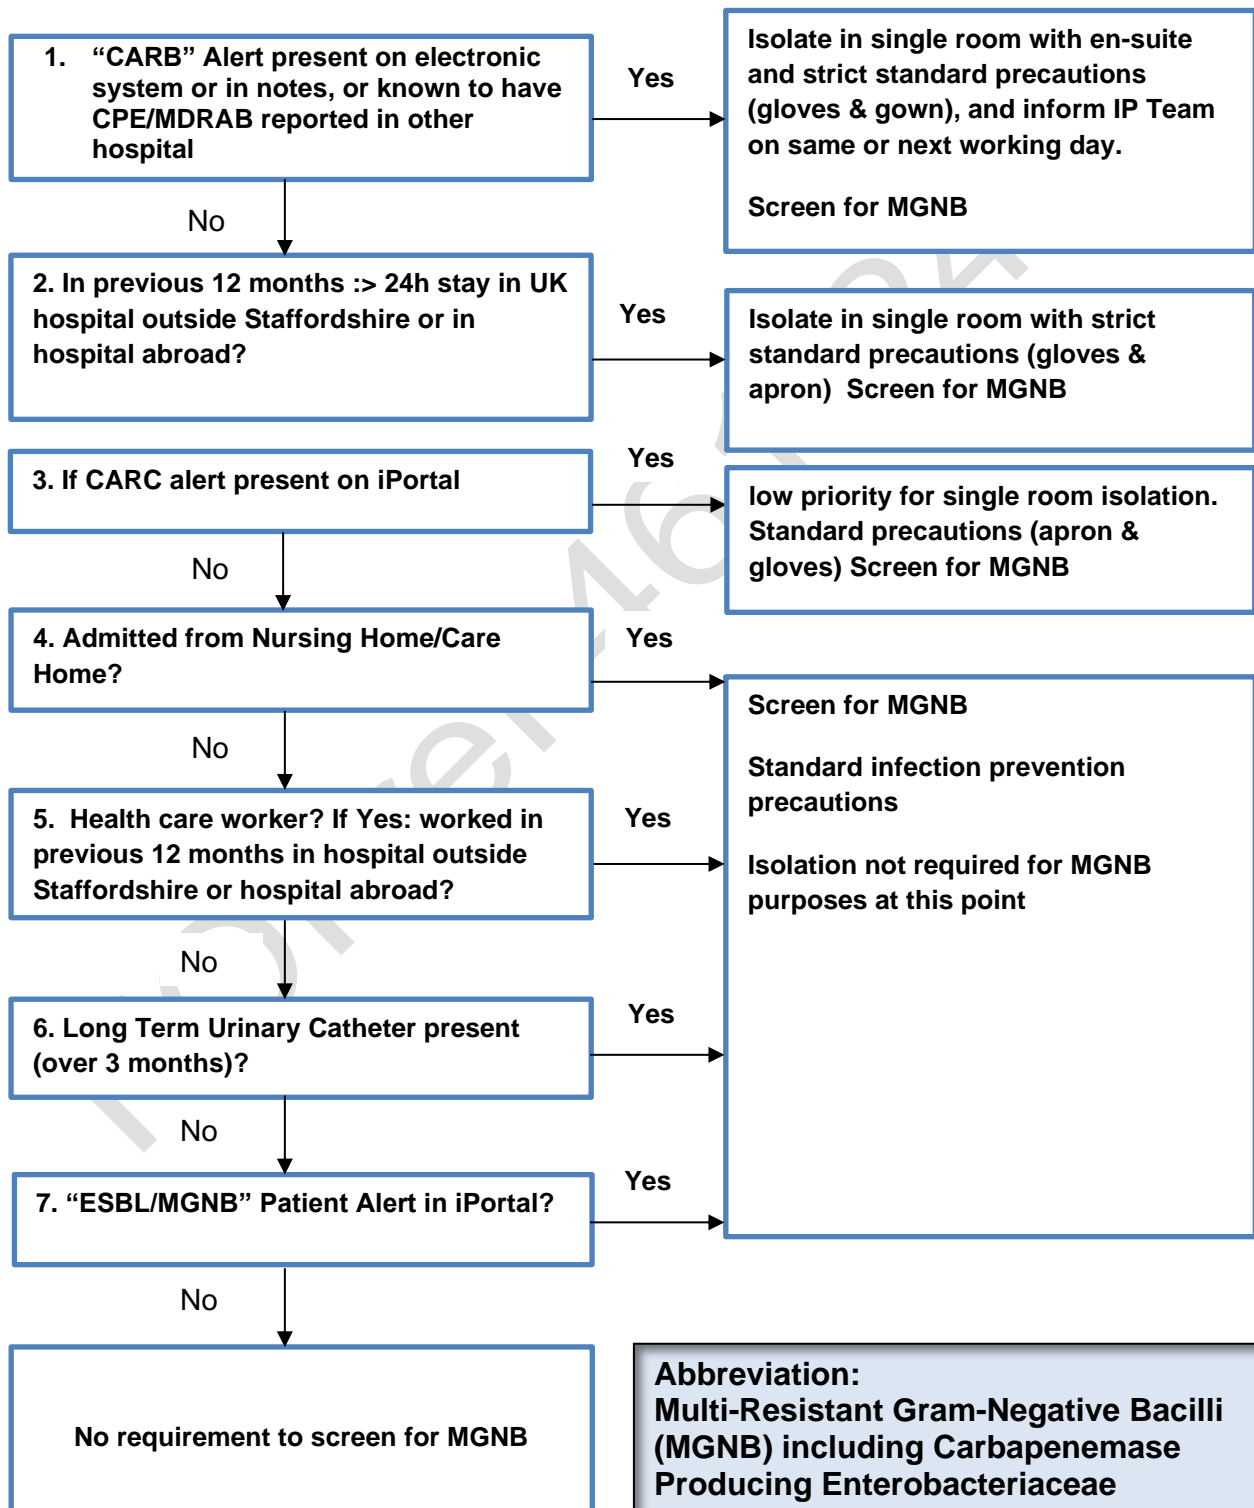 1. “CARB” Alert present on electronic
system or in notes, or known to have
CPE/MDRAB reported in other
hospital
Yes
Isolate in single room with en-suite
and strict standard precautions
(gloves & gown), and inform IP Team
on same or next working day.
Screen for MGNB
No
2. In previous 12 months :> 24h stay in UK
hospital outside Staffordshire or in
hospital abroad?
Yes
Isolate in single room with strict
standard precautions (gloves &
apron)  Screen for MGNB
3. If CARC alert present on iPortal
Yes
low priority for single room isolation.
Standard precautions (apron &
gloves) Screen for MGNB
No
4. Admitted from Nursing Home/Care
Home?
Yes
Screen for MGNB
Standard infection prevention
precautions
Isolation not required for MGNB
purposes at this point
No
5.  Health care worker? If Yes: worked in
previous 12 months in hospital outside
Staffordshire or hospital abroad?
Yes
No
6. Long Term Urinary Catheter present
(over 3 months)?
Yes
No
7. “ESBL/MGNB” Patient Alert in iPortal?
Yes
No
No requirement to screen for MGNB
Abbreviation:
Multi-Resistant Gram-Negative Bacilli
(MGNB) including Carbapenemase
Producing Enterobacteriaceae